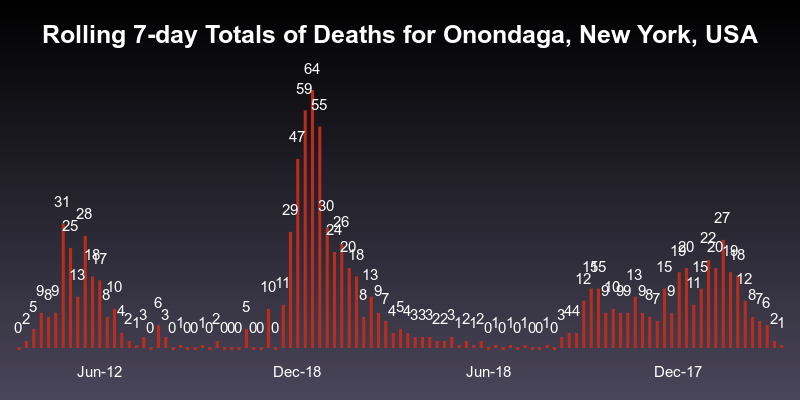 Rolling 7-day Totals of Deaths for Onondaga, New York, USA
0 2 5 9 8 9 31 25 13 28 18 17 8 10 4 2 1 3 0 6 3 0 1 0 0 1 0 2 0 0 0 5 0 0 10 0 11 29 47 59 64 55 30 24 26 20 18 8 13 9 7 4 5 4 3 3 3 2 2 3 1 2 1 2 0 1 0 1 0 1 0 0 1 0 3 4 4 12 15 15 9 10 9 9 13 9 8 7 15 9 19 20 11 15 22 20 27 19 18 12 8 7 6 2 1
Jun-12 Dec-18 Jun-18 Dec-17